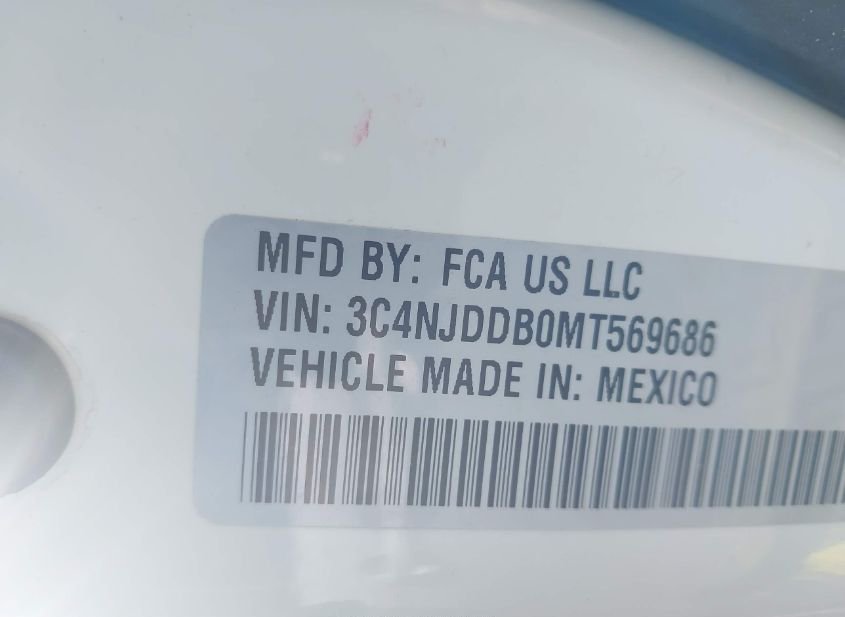 MFD BY: FCA US LLC
VIN: 3C4NJDDB0MT569686
VEHICLE MADE IN: MEXICO